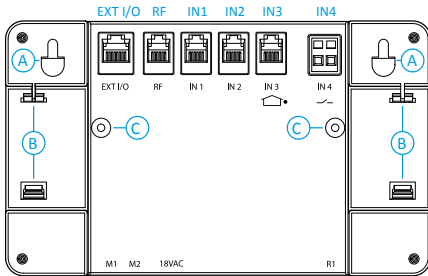 EXT I/O RF IN1 IN2 IN3 IN4
A A
EXT I/O RF IN 1 IN 2 IN 3 IN 4
C C
B B
M1 M2 18VAC R1